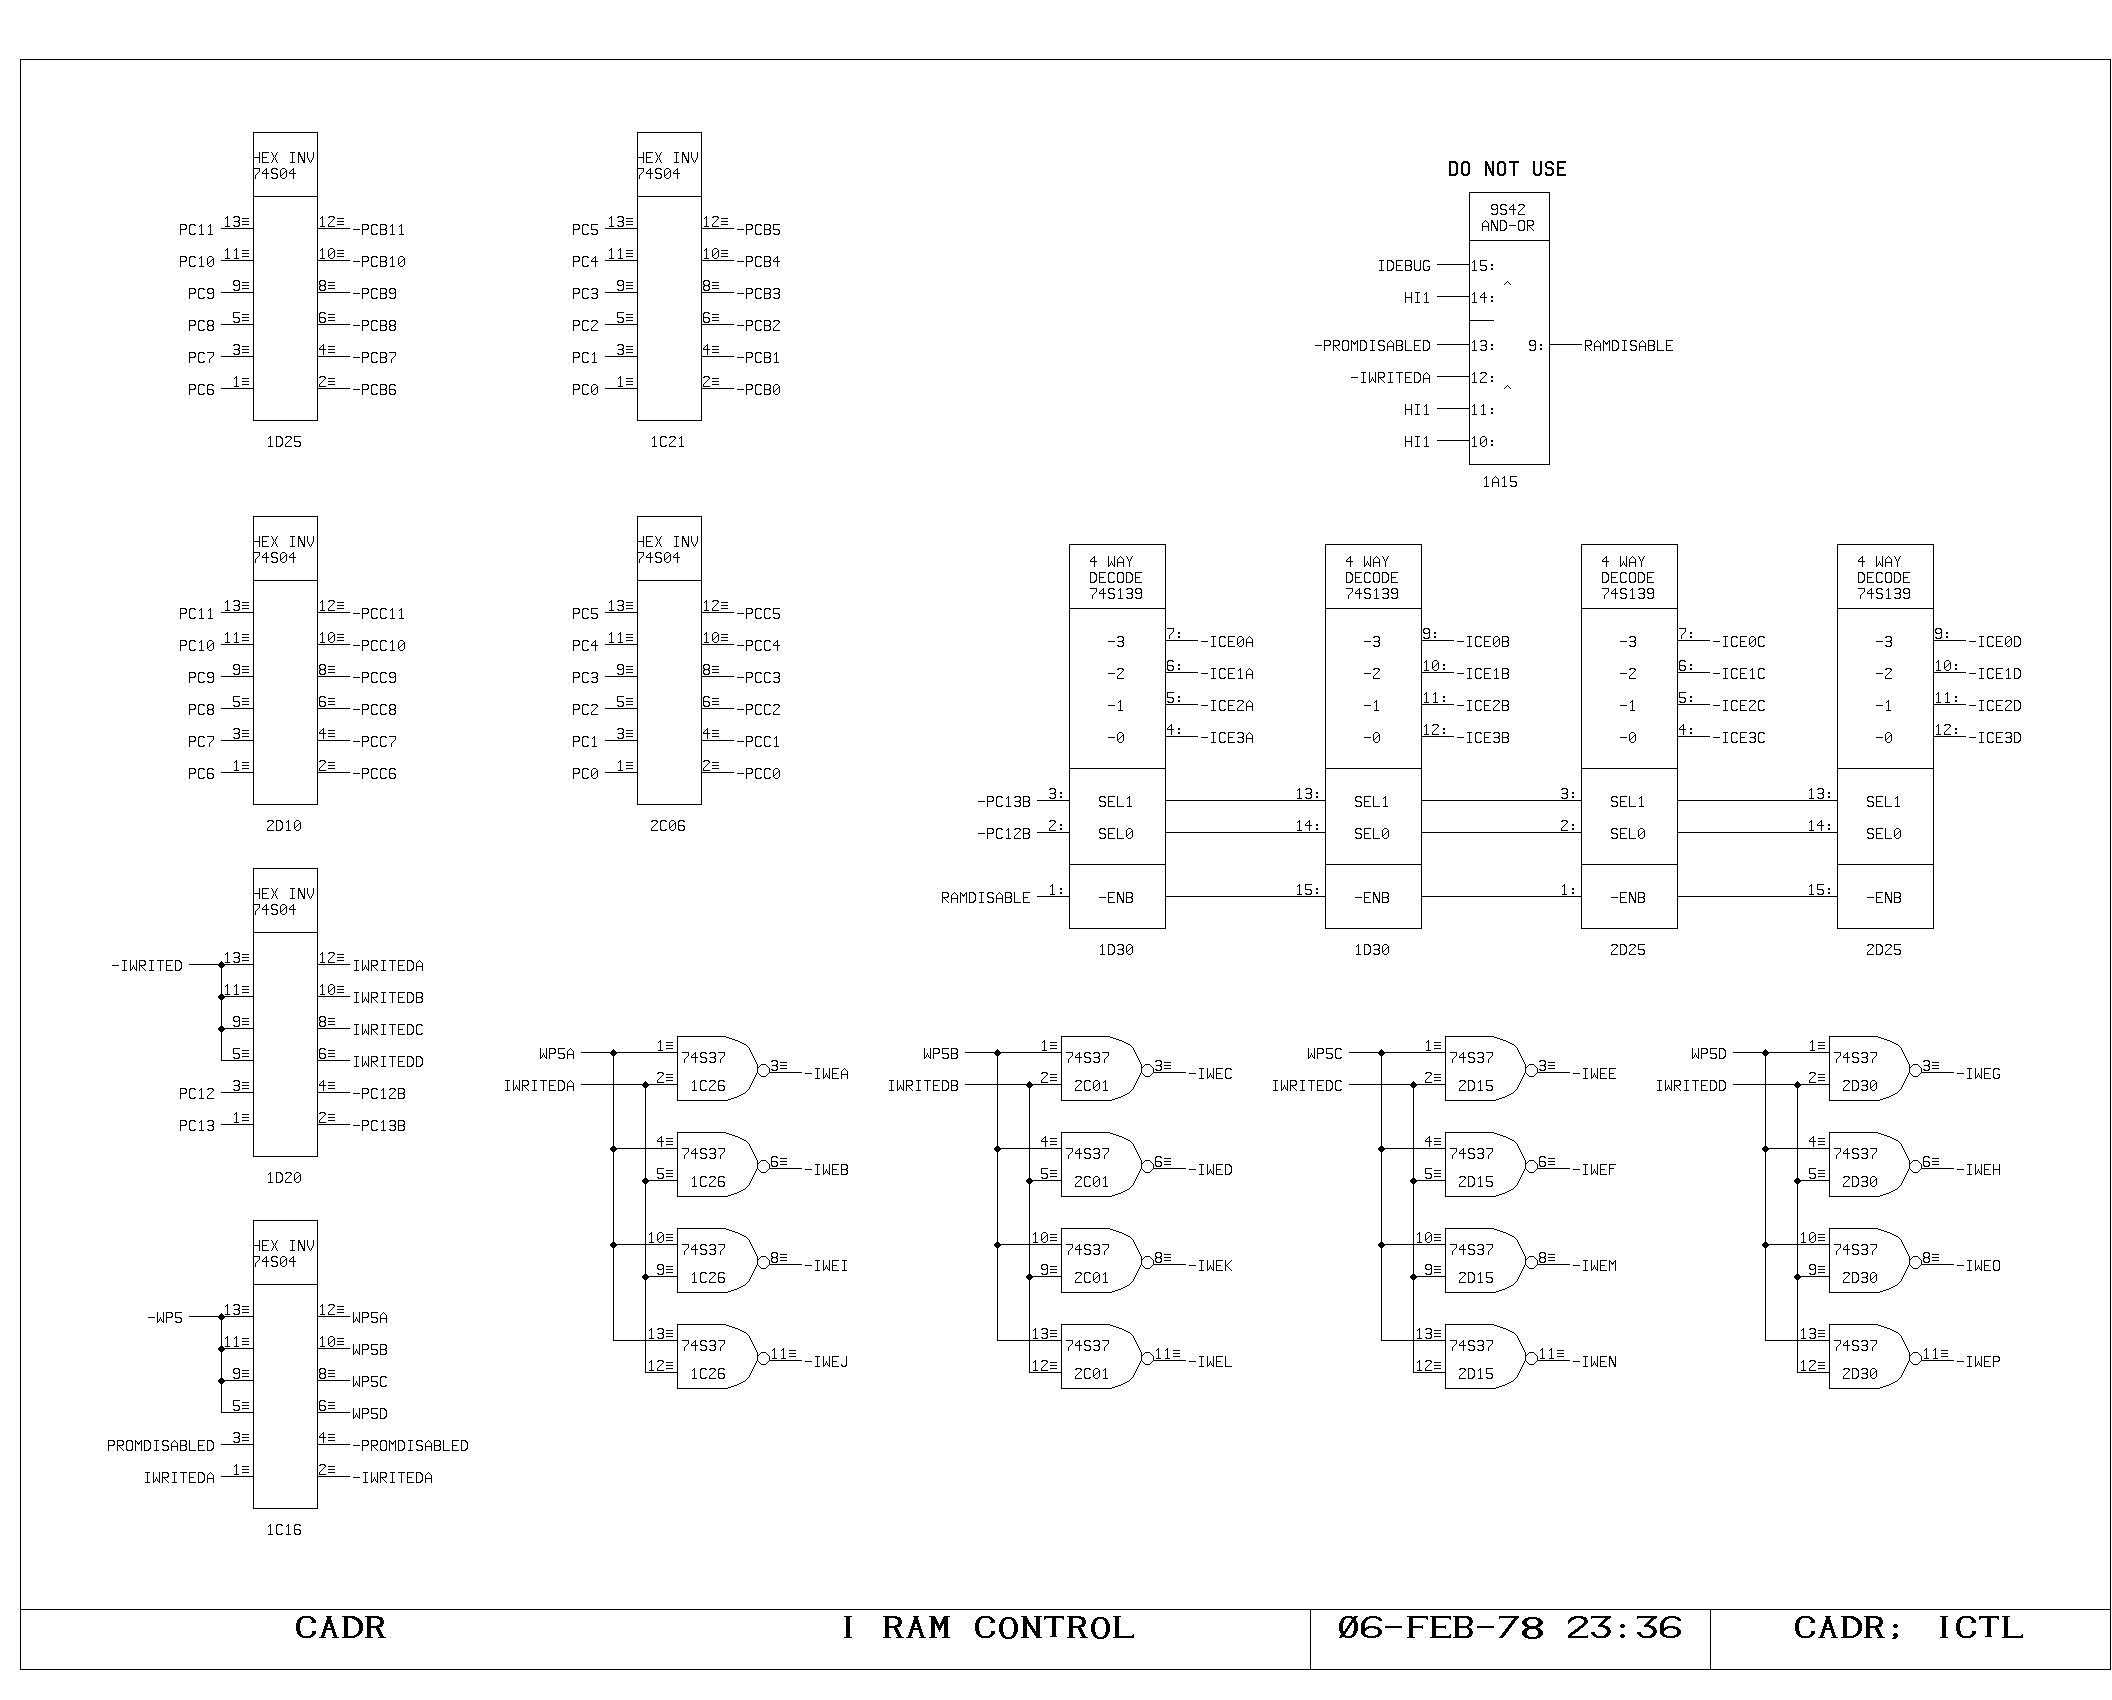 HEX INV
74S04
PC11 13≡ 12≡ -PCB11
PC10 11≡ 10≡ -PCB10
PC9 9≡ 8≡ -PCB9
PC8 5≡ 6≡ -PCB8
PC7 3≡ 4≡ -PCB7
PC6 1≡ 2≡ -PCB6
1D25
HEX INV
74S04
PC5 13≡ 12≡ -PCB5
PC4 11≡ 10≡ -PCB4
PC3 9≡ 8≡ -PCB3
PC2 5≡ 6≡ -PCB2
PC1 3≡ 4≡ -PCB1
PC0 1≡ 2≡ -PCB0
1C21
DO NOT USE
9S42
AND-OR
IDEBUG 15:
^
HI1 14:
-PROMDISABLED 13: 9: RAMDISABLE
-IWRITEDA 12:
^
HI1 11:
HI1 10:
1A15
HEX INV
74S04
PC11 13≡ 12≡ -PCC11
PC10 11≡ 10≡ -PCC10
PC9 9≡ 8≡ -PCC9
PC8 5≡ 6≡ -PCC8
PC7 3≡ 4≡ -PCC7
PC6 1≡ 2≡ -PCC6
2D10
HEX INV
74S04
PC5 13≡ 12≡ -PCC5
PC4 11≡ 10≡ -PCC4
PC3 9≡ 8≡ -PCC3
PC2 5≡ 6≡ -PCC2
PC1 3≡ 4≡ -PCC1
PC0 1≡ 2≡ -PCC0
2C06
4 WAY 4 WAY 4 WAY 4 WAY
DECODE DECODE DECODE DECODE
74S139 74S139 74S139 74S139
-3 7: -ICE0A -3 9: -ICE0B -3 7: -ICE0C -3 9: -ICE0D
-2 6: -ICE1A -2 10: -ICE1B -2 6: -ICE1C -2 10: -ICE1D
-1 5: -ICE2A -1 11: -ICE2B -1 5: -ICE2C -1 11: -ICE2D
-0 4: -ICE3A -0 12: -ICE3B -0 4: -ICE3C -0 12: -ICE3D
-PC13B 3: SEL1 13: SEL1 3: SEL1 13: SEL1
-PC12B 2: SEL0 14: SEL0 2: SEL0 14: SEL0
RAMDISABLE 1: -ENB 15: -ENB 1: -ENB 15: -ENB
1D30 1D30 2D25 2D25
HEX INV
74S04
-IWRITED 13≡ 12≡ IWRITEDA
11≡ 10≡ IWRITEDB
9≡ 8≡ IWRITEDC
5≡ 6≡ IWRITEDD
PC12 3≡ 4≡ -PC12B
PC13 1≡ 2≡ -PC13B
1D20
HEX INV
74S04
-WP5 13≡ 12≡ WP5A
11≡ 10≡ WP5B
9≡ 8≡ WP5C
5≡ 6≡ WP5D
PROMDISABLED 3≡ 4≡ -PROMDISABLED
IWRITEDA 1≡ 2≡ -IWRITEDA
1C16
WP5A 1≡ 74S37 3≡ -IWEA
IWRITEDA 2≡ 1C26
4≡ 74S37 6≡ -IWEB
5≡ 1C26
10≡ 74S37 8≡ -IWEI
9≡ 1C26
13≡ 74S37 11≡ -IWEJ
12≡ 1C26
WP5B 1≡ 74S37 3≡ -IWEC
IWRITEDB 2≡ 2C01
4≡ 74S37 6≡ -IWED
5≡ 2C01
10≡ 74S37 8≡ -IWEK
9≡ 2C01
13≡ 74S37 11≡ -IWEL
12≡ 2C01
WP5C 1≡ 74S37 3≡ -IWEE
IWRITEDC 2≡ 2D15
4≡ 74S37 6≡ -IWEF
5≡ 2D15
10≡ 74S37 8≡ -IWEM
9≡ 2D15
13≡ 74S37 11≡ -IWEN
12≡ 2D15
WP5D 1≡ 74S37 3≡ -IWEG
IWRITEDD 2≡ 2D30
4≡ 74S37 6≡ -IWEH
5≡ 2D30
10≡ 74S37 8≡ -IWEO
9≡ 2D30
13≡ 74S37 11≡ -IWEP
12≡ 2D30
CADR I RAM CONTROL Ø6-FEB-78 23:36 CADR; ICTL